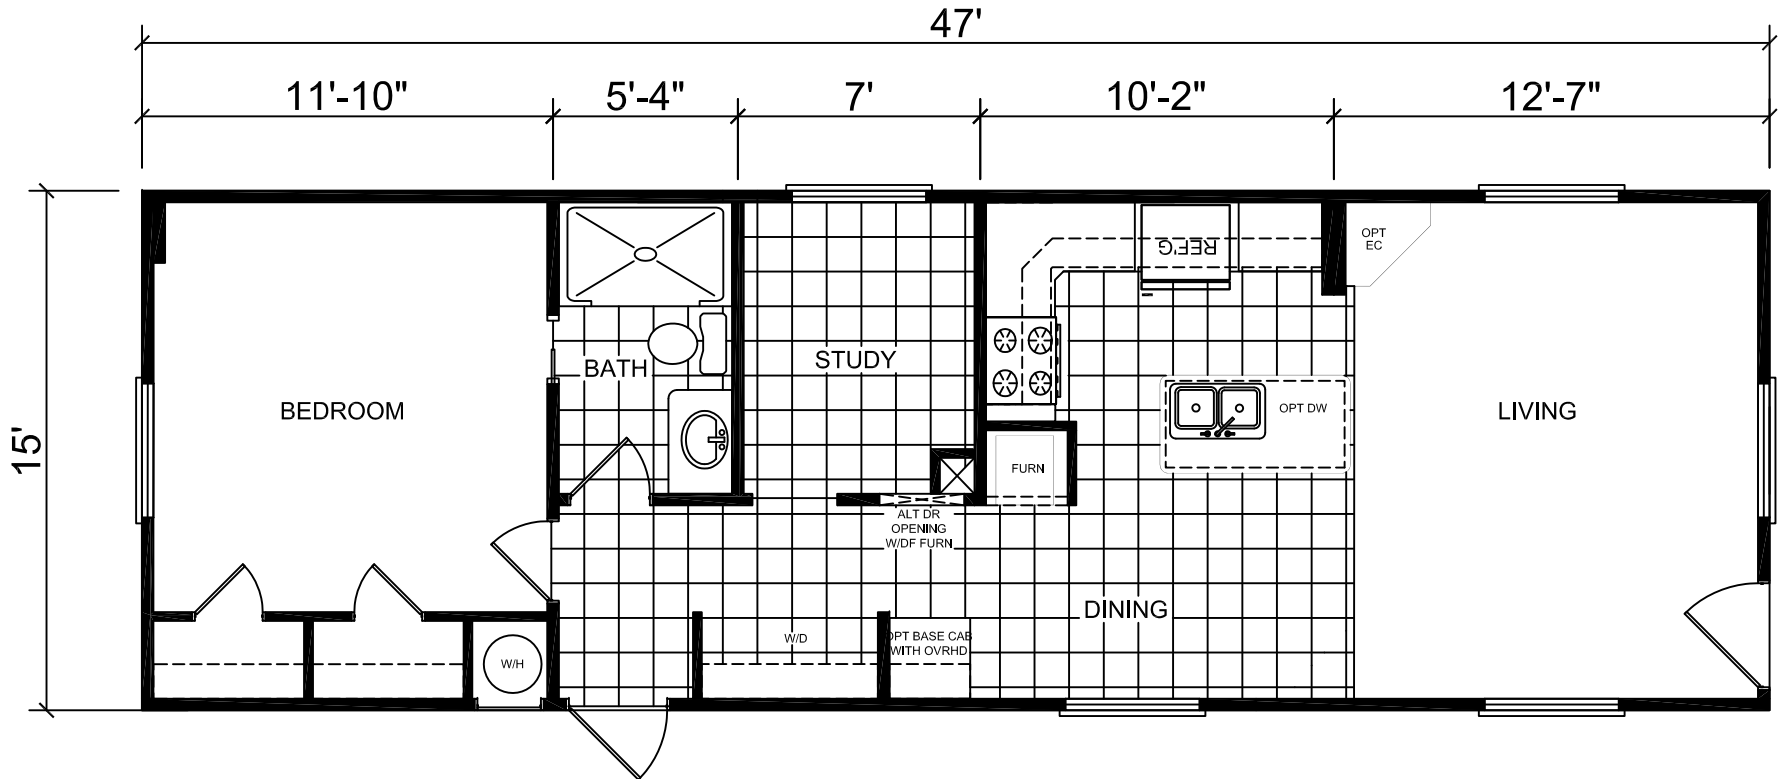 47'
11'-10"
5'-4"
7'
10'-2"
12'-7"
15'
REF'G
OPT
EC
BATH
STUDY
BEDROOM
OPT DW
LIVING
FURN
ALT DR
OPENING
W/DF FURN
DINING
W/H
W/D
OPT BASE CAB
WITH OVRHD